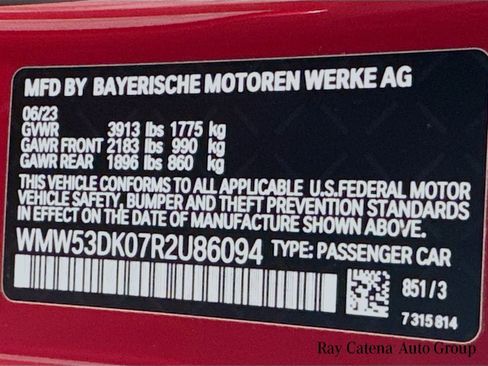 MFD BY BAYERISCHE MOTOREN WERKE AG
06/23
GVWR 3913 lbs 1775 kg
GAWR FRONT 2183 lbs 990 kg
GAWR REAR 1896 lbs 860 kg
THIS VEHICLE CONFORMS TO ALL APPLICABLE U.S.FEDERAL MOTOR
VEHICLE SAFETY, BUMPER AND THEFT PREVENTION STANDARDS
IN EFFECT ON THE DATE OF MANUFACTURE SHOWN ABOVE.
WMW53DK07R2U86094 TYPE: PASSENGER CAR
851/3
7315814
Ray Catena Auto Group